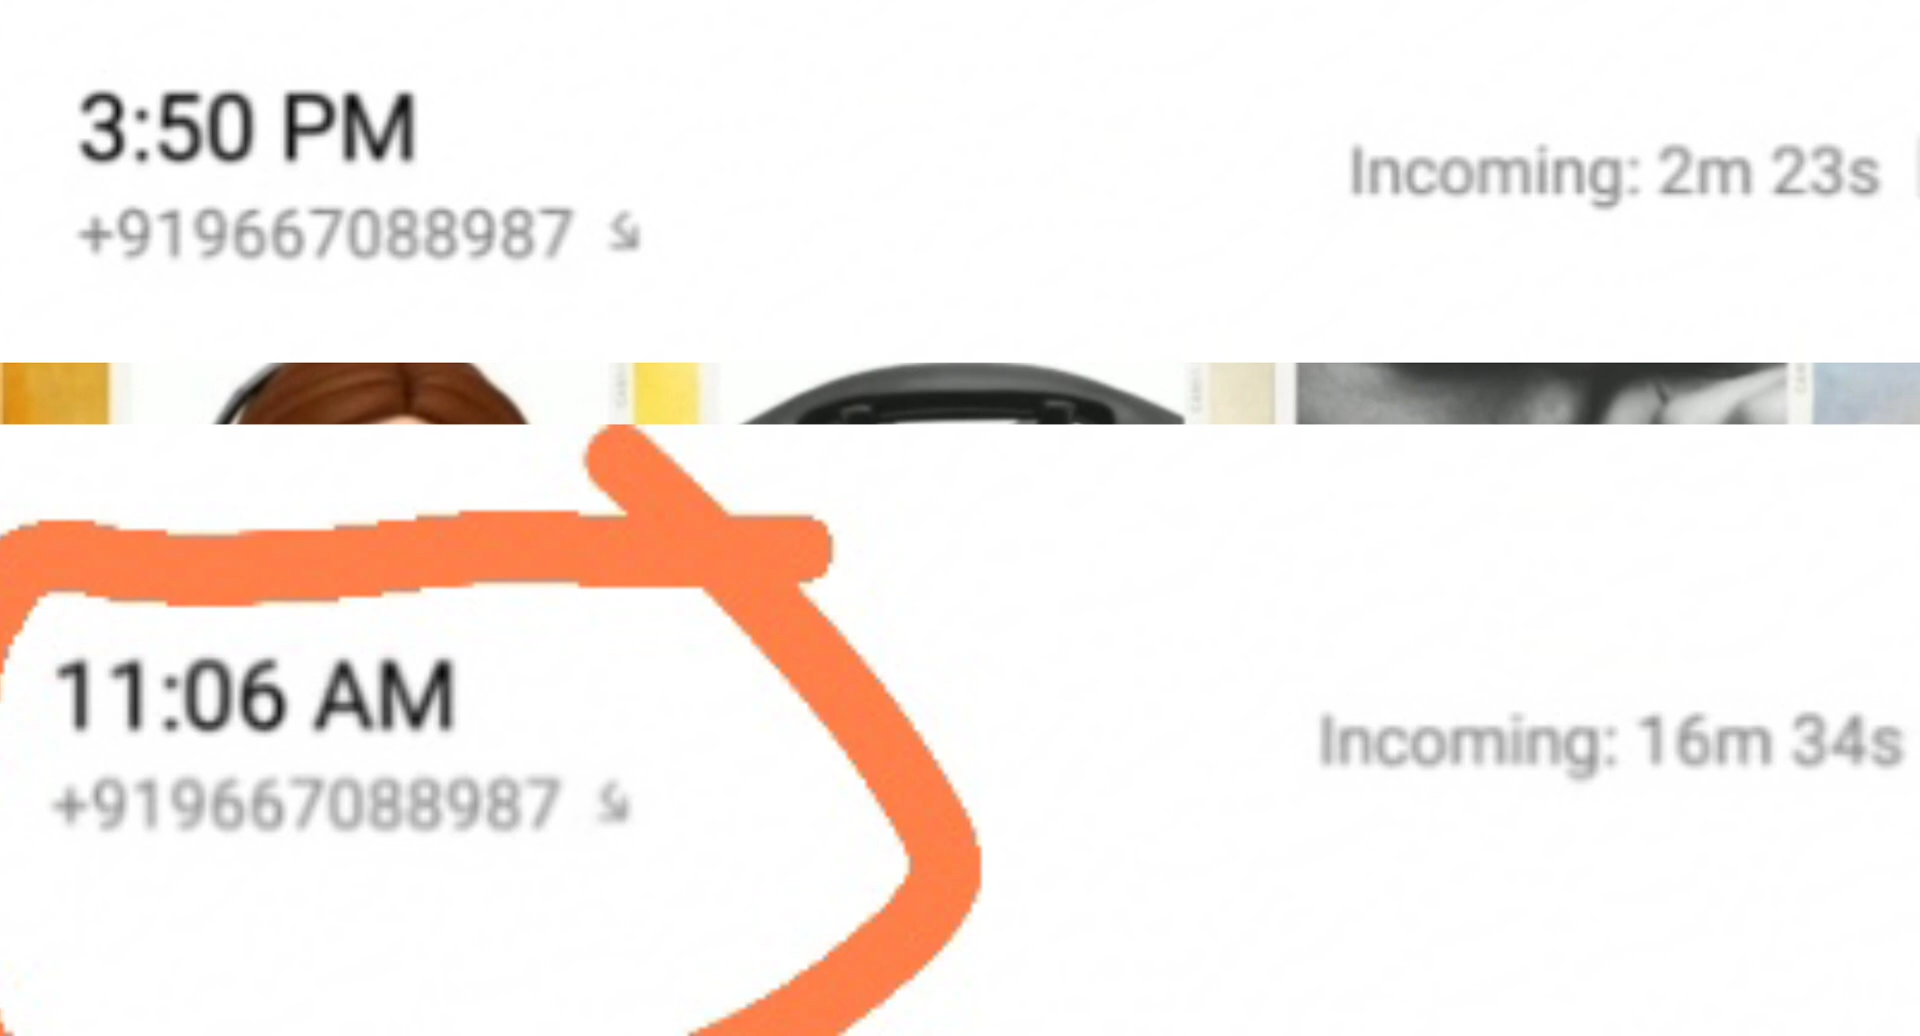 3:50 PM
+919667088987
Incoming: 2m 23s
11:06 AM
+919667088987
Incoming: 16m 34s